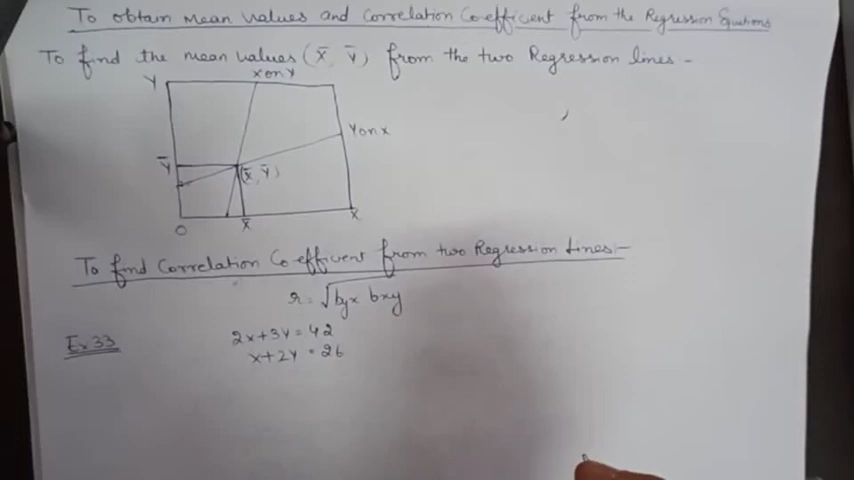 To obtain Mean values and Correlation Co-efficient from the Regression Equations
To find the mean values (X̄, Ȳ) from the two Regression lines -
X on Y
Y
Y on X
Ȳ
(X̄, Ȳ)
O
X̄
X
To find Correlation Co-efficient from two Regression Lines:-
r = √byx bxy
Ex 33
2x+3y = 42
x+2y = 26